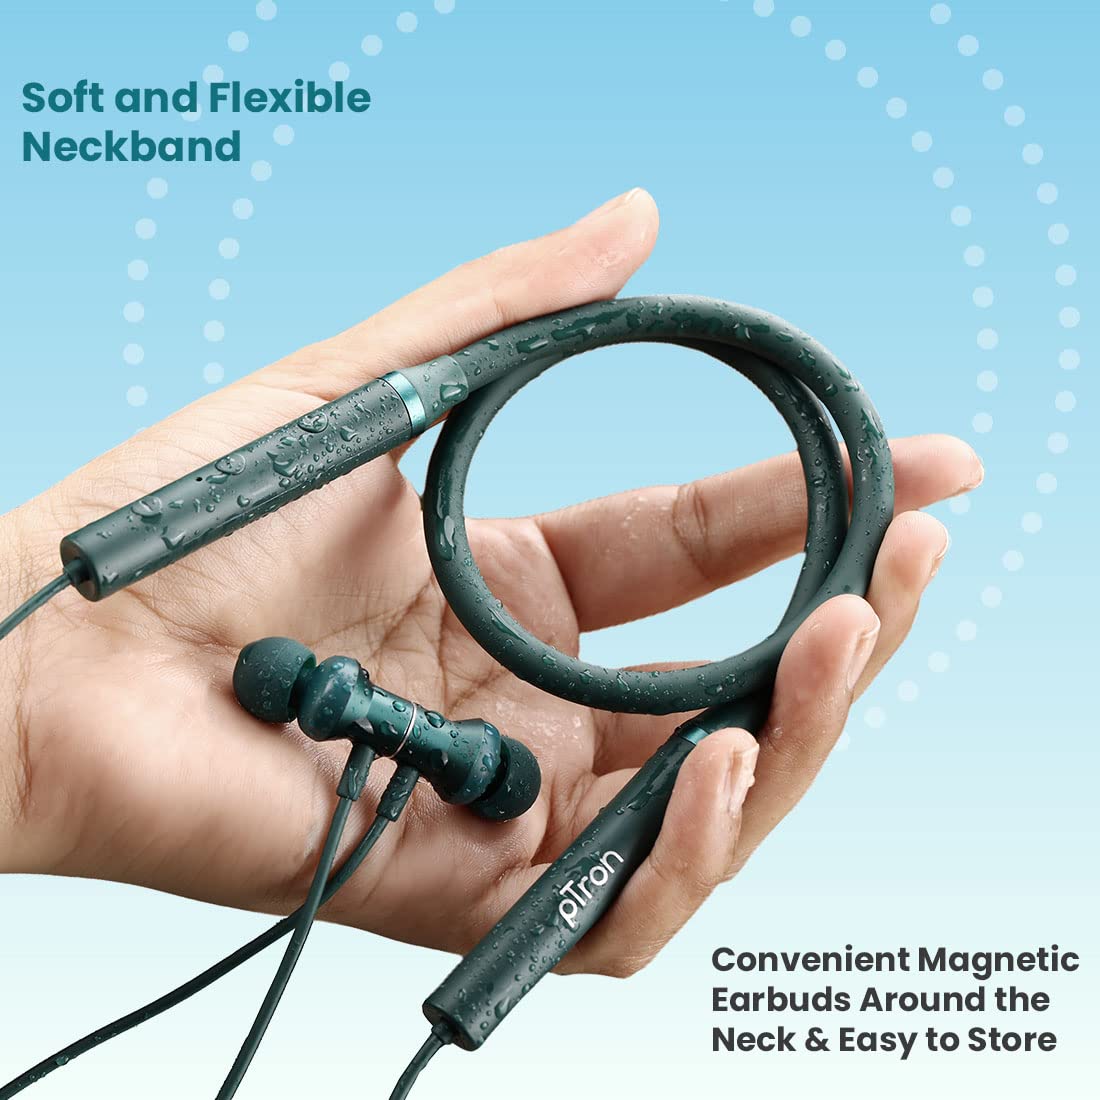 Soft and Flexible
Neckband
pTron
Convenient Magnetic
Earbuds Around the
Neck & Easy to Store